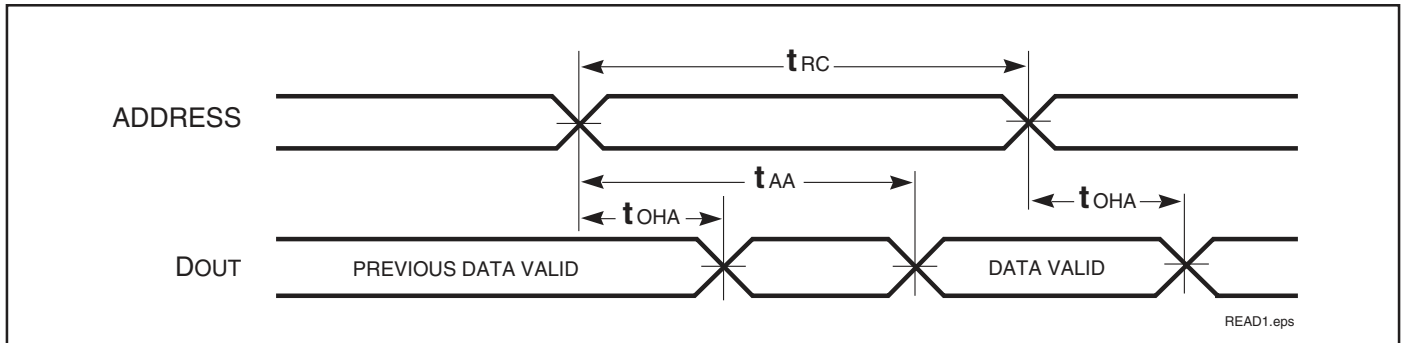 tRC
ADDRESS
tAA
tOHA
tOHA
DOUT
PREVIOUS DATA VALID
DATA VALID
READ1.eps